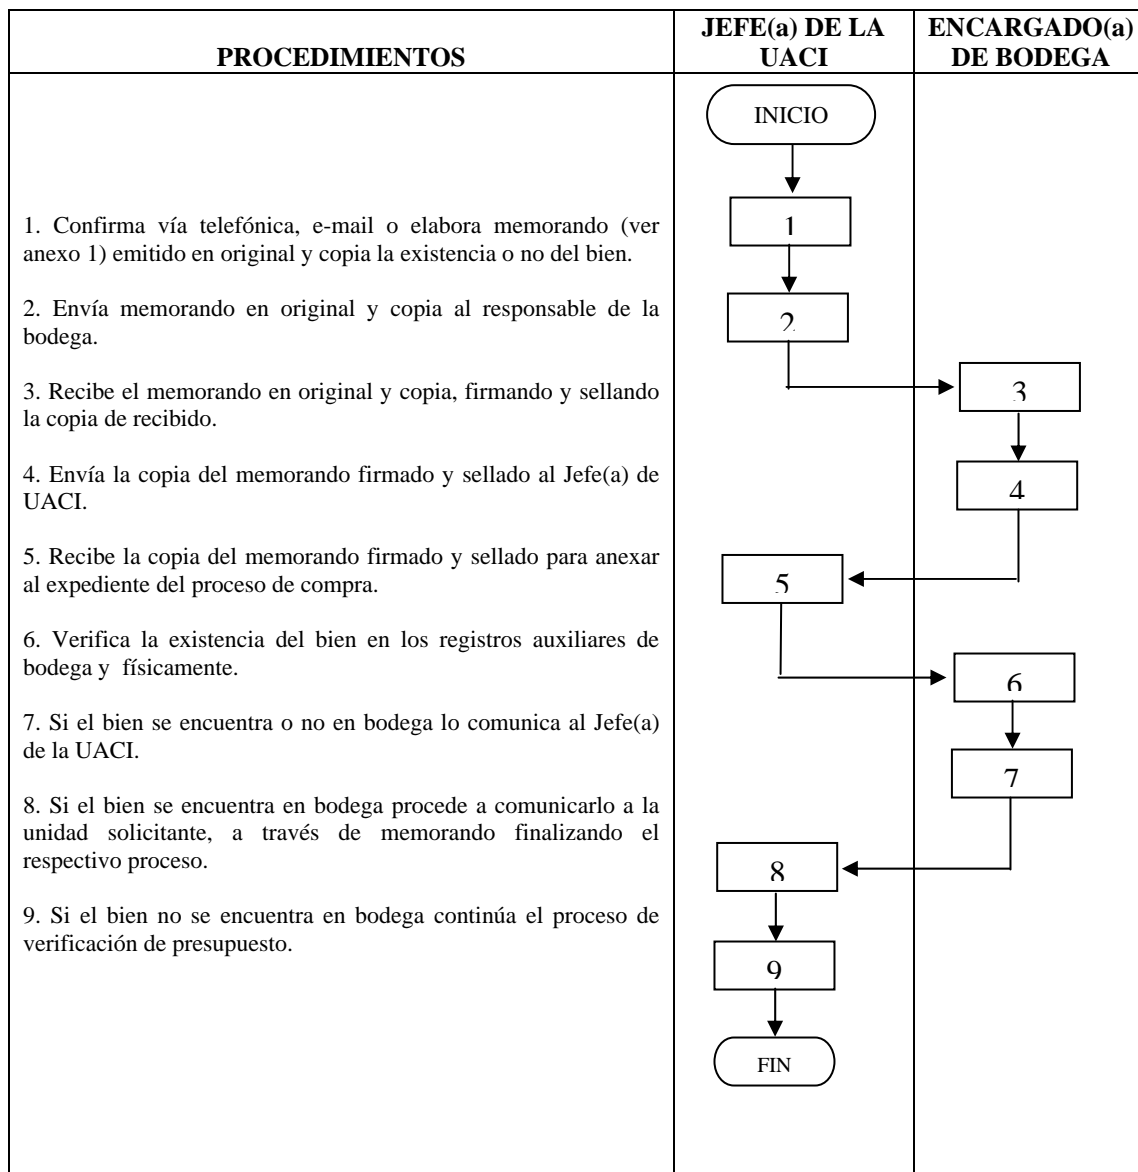 PROCEDIMIENTOS
JEFE(a) DE LA
UACI
ENCARGADO(a)
DE BODEGA
INICIO
1. Confirma vía telefónica, e-mail o elabora memorando (ver
anexo 1) emitido en original y copia la existencia o no del bien.
2. Envía memorando en original y copia al responsable de la
bodega.
3. Recibe el memorando en original y copia, firmando y sellando
la copia de recibido.
4. Envía la copia del memorando firmado y sellado al Jefe(a) de
UACI.
5. Recibe la copia del memorando firmado y sellado para anexar
al expediente del proceso de compra.
6. Verifica la existencia del bien en los registros auxiliares de
bodega y físicamente.
7. Si el bien se encuentra o no en bodega lo comunica al Jefe(a)
de la UACI.
8. Si el bien se encuentra en bodega procede a comunicarlo a la
unidad solicitante, a través de memorando finalizando el
respectivo proceso.
9. Si el bien no se encuentra en bodega continúa el proceso de
verificación de presupuesto.
1
2
3
4
5
6
7
8
9
FIN